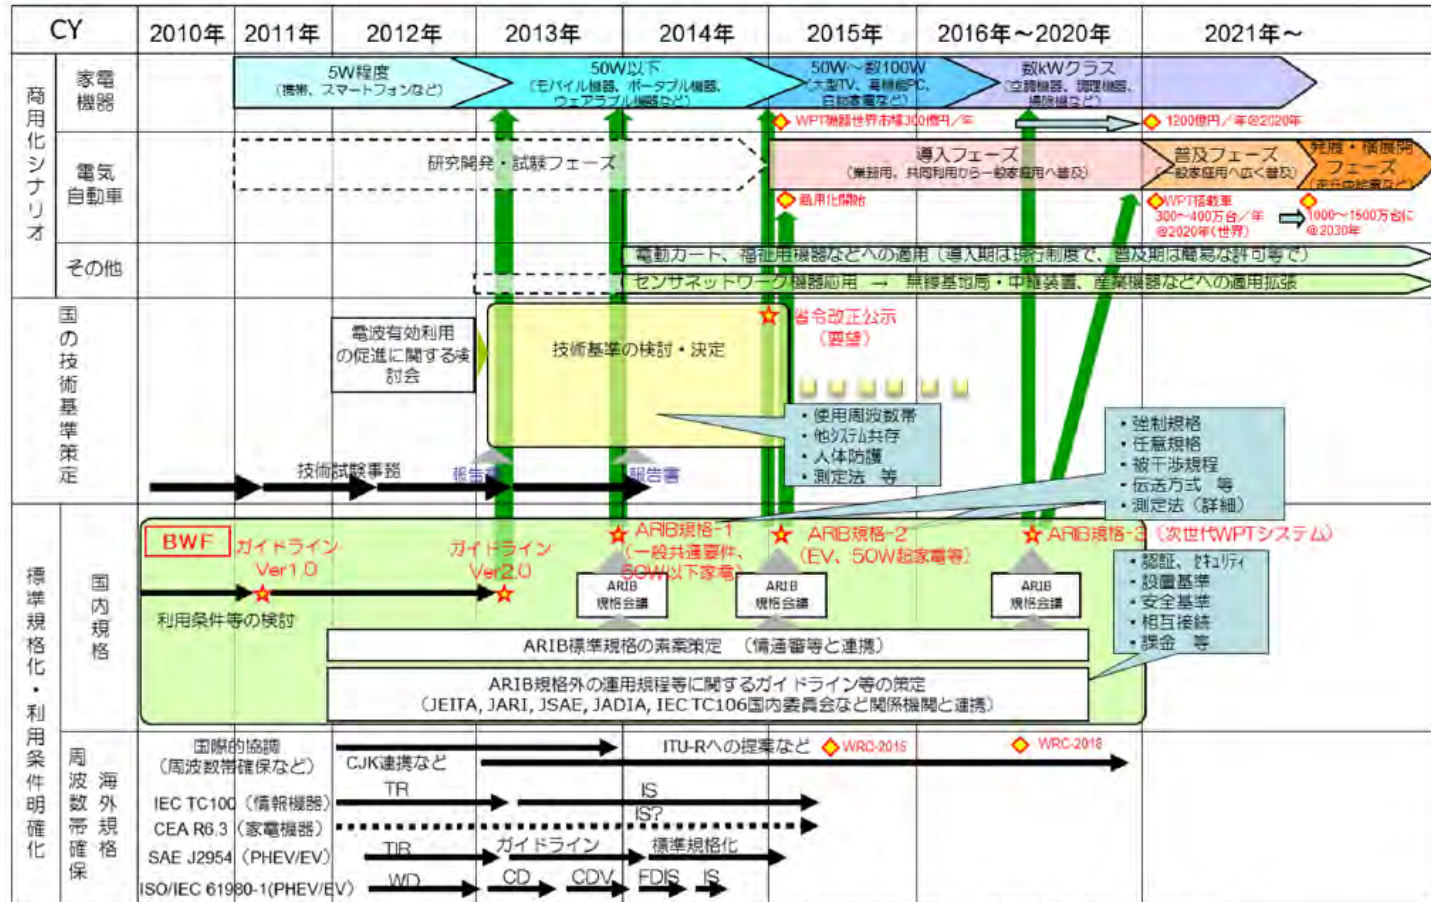 CY
2010年
2011年
2012年
2013年
2014年
2015年
2016年～2020年
2021年～
商用化シナリオ
家電
機器
5W程度
（携帯、スマートフォンなど）
50W以下
（モバイル機器、ポータブル機器、
ウェアラブル機器など）
50W～数100W
（大型TV、高機能PC、
白物家電など）
数kWクラス
（空調機器、調理機器、
掃除機など）
WPT機器世界市場300億円／年
1200億円／年@2020年
電気
自動車
研究開発・試験フェーズ
導入フェーズ
（業務用、共同利用から一般家庭用へ普及）
普及フェーズ
（一般家庭用へ広く普及）
発展・横展開
フェーズ
（走行中給電など）
商用化開始
WPT搭載車
300～400万台／年
@2020年(世界)
1000～1500万台に
@2030年
その他
電動カート、福祉用機器などへの適用（導入期は現行制度で、普及期は簡易な許可等で）
センサネットワーク機器応用 → 無線基地局・中継装置、産業機器などへの適用拡張
国の技術基準策定
電波有効利用
の促進に関する検
討会
技術基準の検討・決定
省令改正公示
（要望）
・使用周波数帯
・他システム共存
・人体防護
・測定法 等
・強制規格
・任意規格
・被干渉規程
・伝送方式 等
・測定法（詳細）
技術試験事務
報告書
報告書
標準規格化・利用条件明確化
国内規格
BWF
ガイドライン
Ver1.0
ガイドライン
Ver2.0
ARIB規格-1
（一般共通要件、
50W以下家電）
ARIB規格-2
（EV、50W超家電等）
ARIB規格-3（次世代WPTシステム）
利用条件等の検討
ARIB
規格会議
ARIB
規格会議
ARIB
規格会議
・認証、セキュリティ
・設置基準
・安全基準
・相互接続
・課金 等
ARIB標準規格の素案策定 （情通審等と連携）
ARIB規格外の運用規程等に関するガイドライン等の策定
（JEITA, JARI, JSAE, JADIA, IEC TC106国内委員会など関係機関と連携）
周波数帯確保
海外規格
国際的協調
（周波数帯確保など）
CJK連携など
ITU-Rへの提案など
WRC-2015
WRC-2018
IEC TC100（情報機器）
TR
IS
CEA R6.3（家電機器）
IS?
SAE J2954（PHEV/EV）
TIR
ガイドライン
標準規格化
ISO/IEC 61980-1(PHEV/EV)
WD
CD
CDV
FDIS
IS